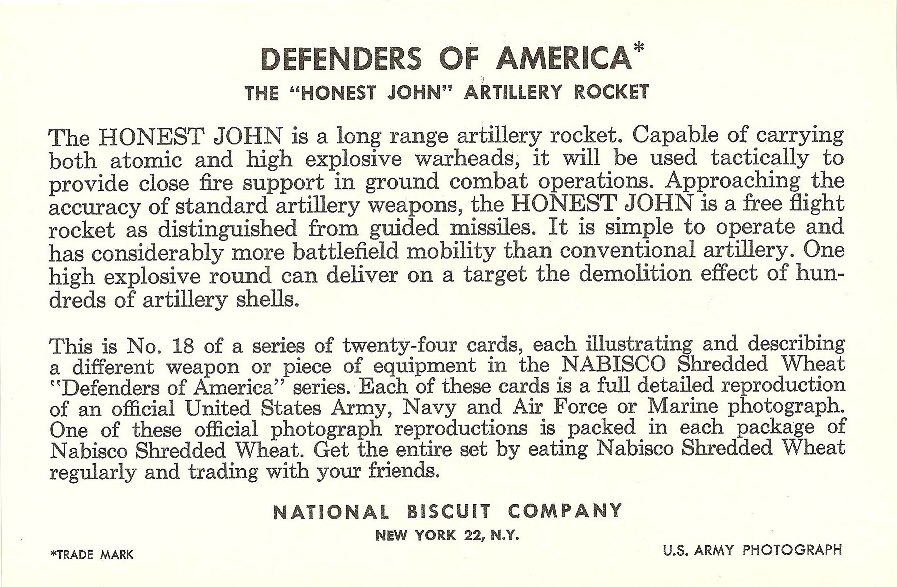 DEFENDERS OF AMERICA*
THE “HONEST JOHN” ARTILLERY ROCKET
The HONEST JOHN is a long range artillery rocket. Capable of carrying
both atomic and high explosive warheads, it will be used tactically to
provide close fire support in ground combat operations. Approaching the
accuracy of standard artillery weapons, the HONEST JOHN is a free flight
rocket as distinguished from guided missiles. It is simple to operate and
has considerably more battlefield mobility than conventional artillery. One
high explosive round can deliver on a target the demolition effect of hun-
dreds of artillery shells.
This is No. 18 of a series of twenty-four cards, each illustrating and describing
a different weapon or piece of equipment in the NABISCO Shredded Wheat
"Defenders of America" series. Each of these cards is a full detailed reproduction
of an official United States Army, Navy and Air Force or Marine photograph.
One of these official photograph reproductions is packed in each package of
Nabisco Shredded Wheat. Get the entire set by eating Nabisco Shredded Wheat
regularly and trading with your friends.
NATIONAL BISCUIT COMPANY
NEW YORK 22, N.Y.
*TRADE MARK
U.S. ARMY PHOTOGRAPH